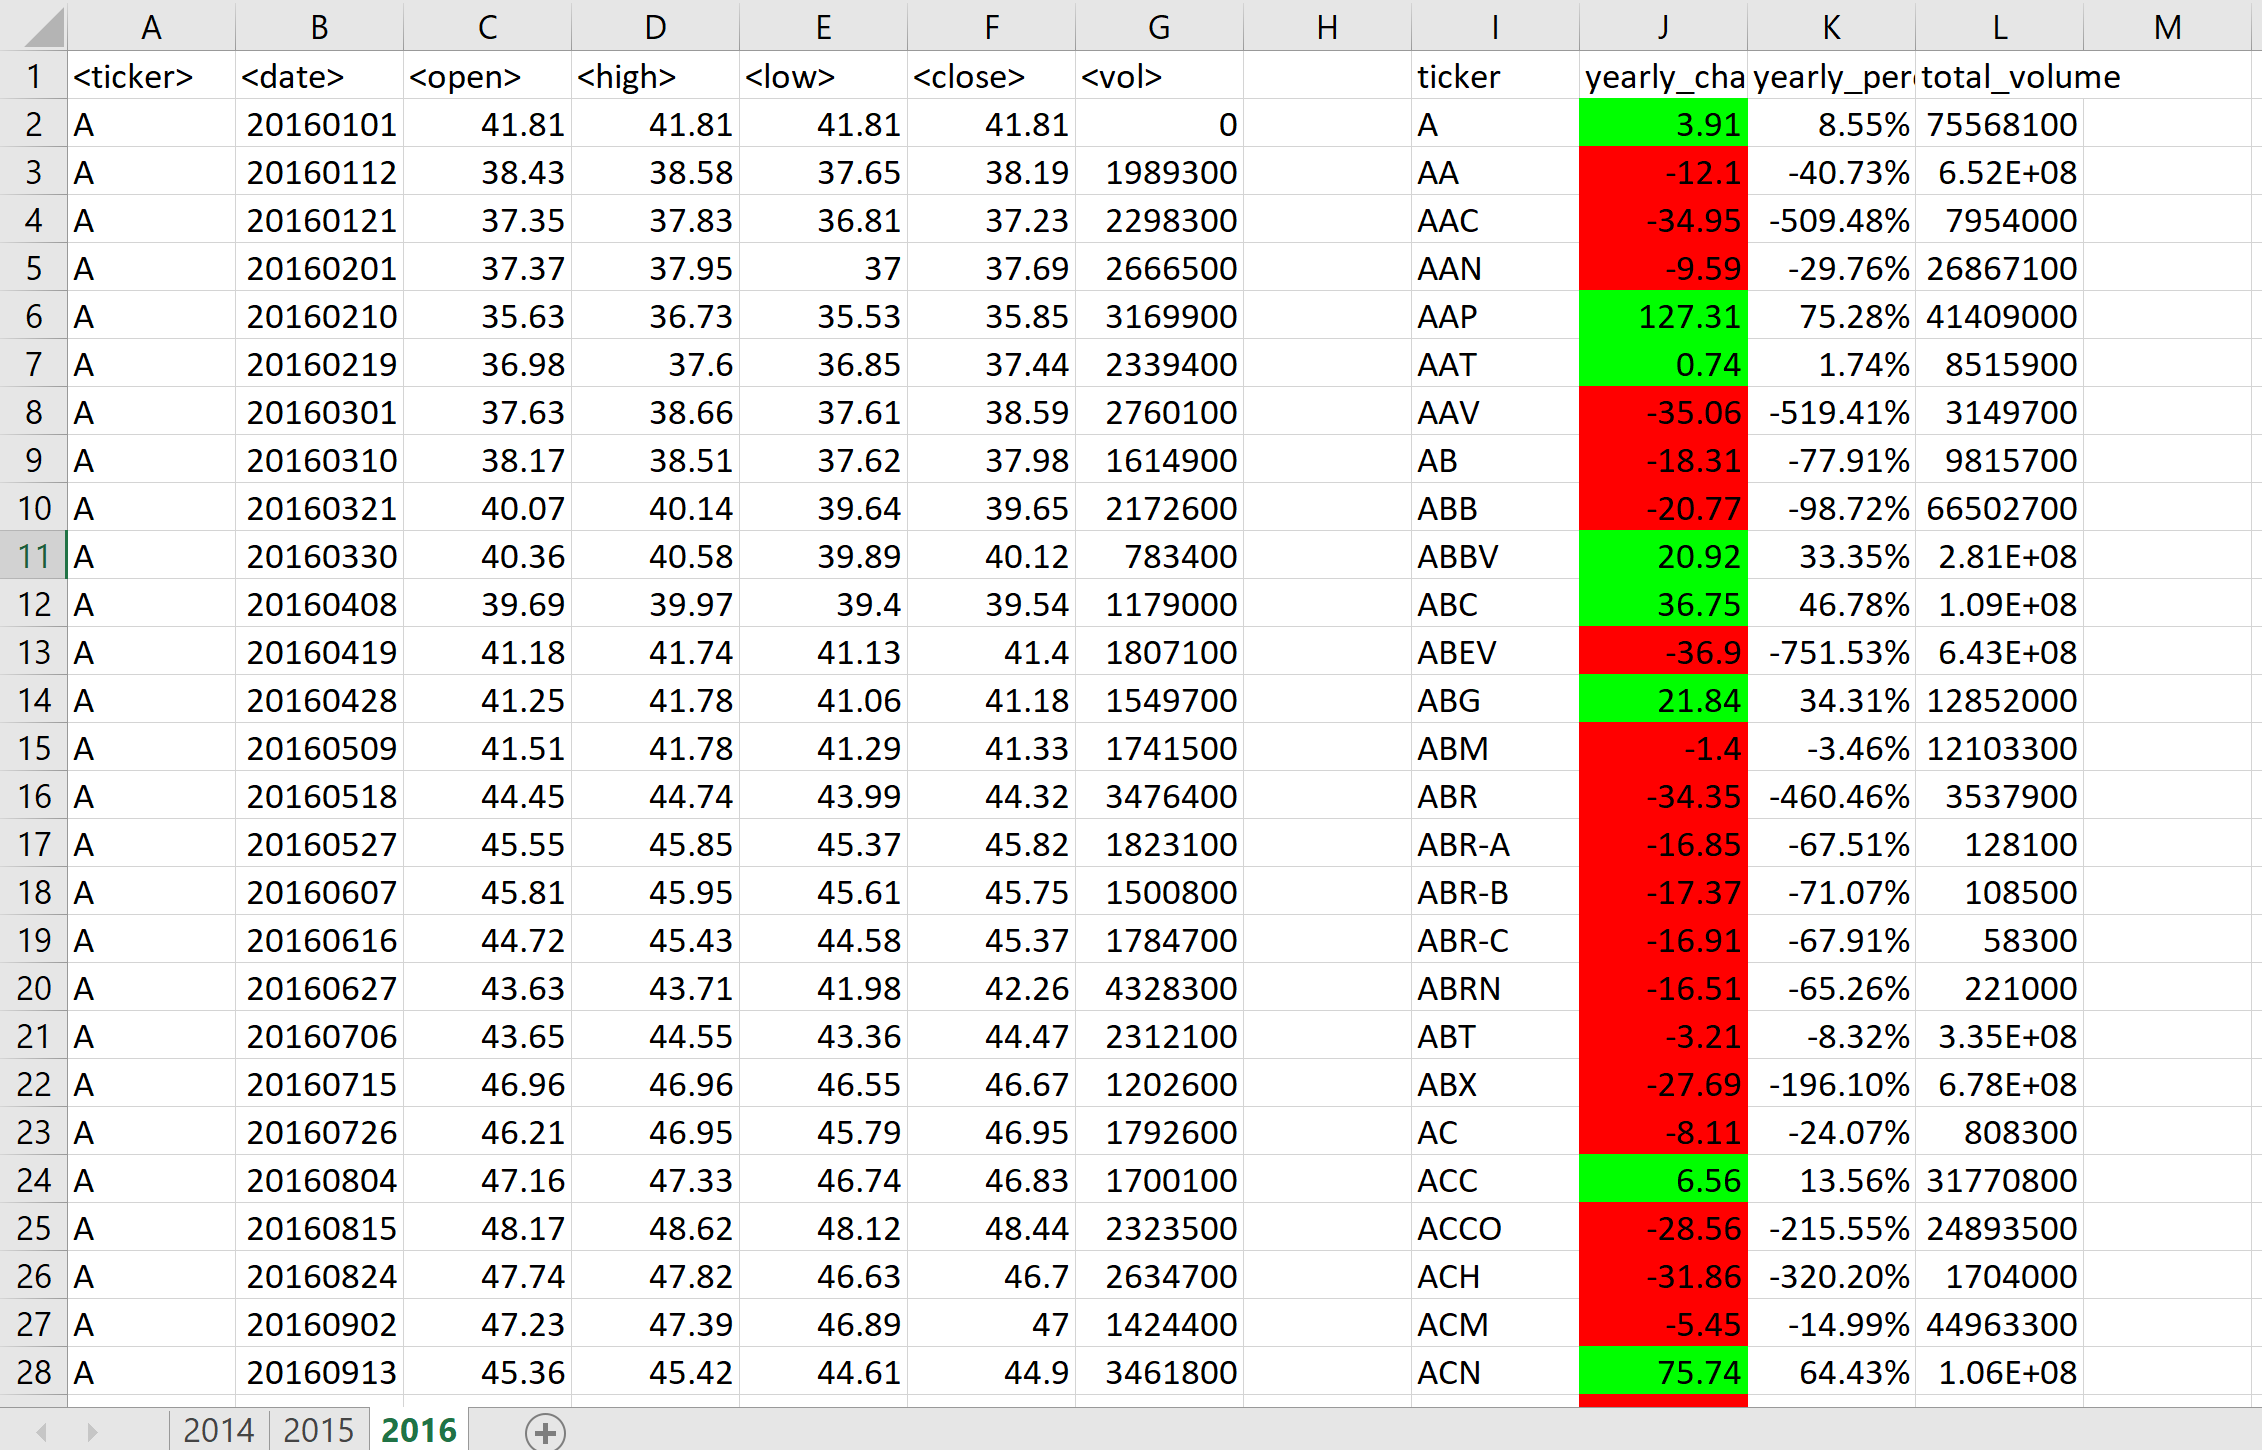 A B C D E F G H I J K L M
1 <ticker> <date> <open> <high> <low> <close> <vol> ticker yearly_cha yearly_per total_volume
2 A 20160101 41.81 41.81 41.81 41.81 0 A 3.91 8.55% 75568100
3 A 20160112 38.43 38.58 37.65 38.19 1989300 AA -12.1 -40.73% 6.52E+08
4 A 20160121 37.35 37.83 36.81 37.23 2298300 AAC -34.95 -509.48% 7954000
5 A 20160201 37.37 37.95 37 37.69 2666500 AAN -9.59 -29.76% 26867100
6 A 20160210 35.63 36.73 35.53 35.85 3169900 AAP 127.31 75.28% 41409000
7 A 20160219 36.98 37.6 36.85 37.44 2339400 AAT 0.74 1.74% 8515900
8 A 20160301 37.63 38.66 37.61 38.59 2760100 AAV -35.06 -519.41% 3149700
9 A 20160310 38.17 38.51 37.62 37.98 1614900 AB -18.31 -77.91% 9815700
10 A 20160321 40.07 40.14 39.64 39.65 2172600 ABB -20.77 -98.72% 66502700
11 A 20160330 40.36 40.58 39.89 40.12 783400 ABBV 20.92 33.35% 2.81E+08
12 A 20160408 39.69 39.97 39.4 39.54 1179000 ABC 36.75 46.78% 1.09E+08
13 A 20160419 41.18 41.74 41.13 41.4 1807100 ABEV -36.9 -751.53% 6.43E+08
14 A 20160428 41.25 41.78 41.06 41.18 1549700 ABG 21.84 34.31% 12852000
15 A 20160509 41.51 41.78 41.29 41.33 1741500 ABM -1.4 -3.46% 12103300
16 A 20160518 44.45 44.74 43.99 44.32 3476400 ABR -34.35 -460.46% 3537900
17 A 20160527 45.55 45.85 45.37 45.82 1823100 ABR-A -16.85 -67.51% 128100
18 A 20160607 45.81 45.95 45.61 45.75 1500800 ABR-B -17.37 -71.07% 108500
19 A 20160616 44.72 45.43 44.58 45.37 1784700 ABR-C -16.91 -67.91% 58300
20 A 20160627 43.63 43.71 41.98 42.26 4328300 ABRN -16.51 -65.26% 221000
21 A 20160706 43.65 44.55 43.36 44.47 2312100 ABT -3.21 -8.32% 3.35E+08
22 A 20160715 46.96 46.96 46.55 46.67 1202600 ABX -27.69 -196.10% 6.78E+08
23 A 20160726 46.21 46.95 45.79 46.95 1792600 AC -8.11 -24.07% 808300
24 A 20160804 47.16 47.33 46.74 46.83 1700100 ACC 6.56 13.56% 31770800
25 A 20160815 48.17 48.62 48.12 48.44 2323500 ACCO -28.56 -215.55% 24893500
26 A 20160824 47.74 47.82 46.63 46.7 2634700 ACH -31.86 -320.20% 1704000
27 A 20160902 47.23 47.39 46.89 47 1424400 ACM -5.45 -14.99% 44963300
28 A 20160913 45.36 45.42 44.61 44.9 3461800 ACN 75.74 64.43% 1.06E+08
2014 2015 2016